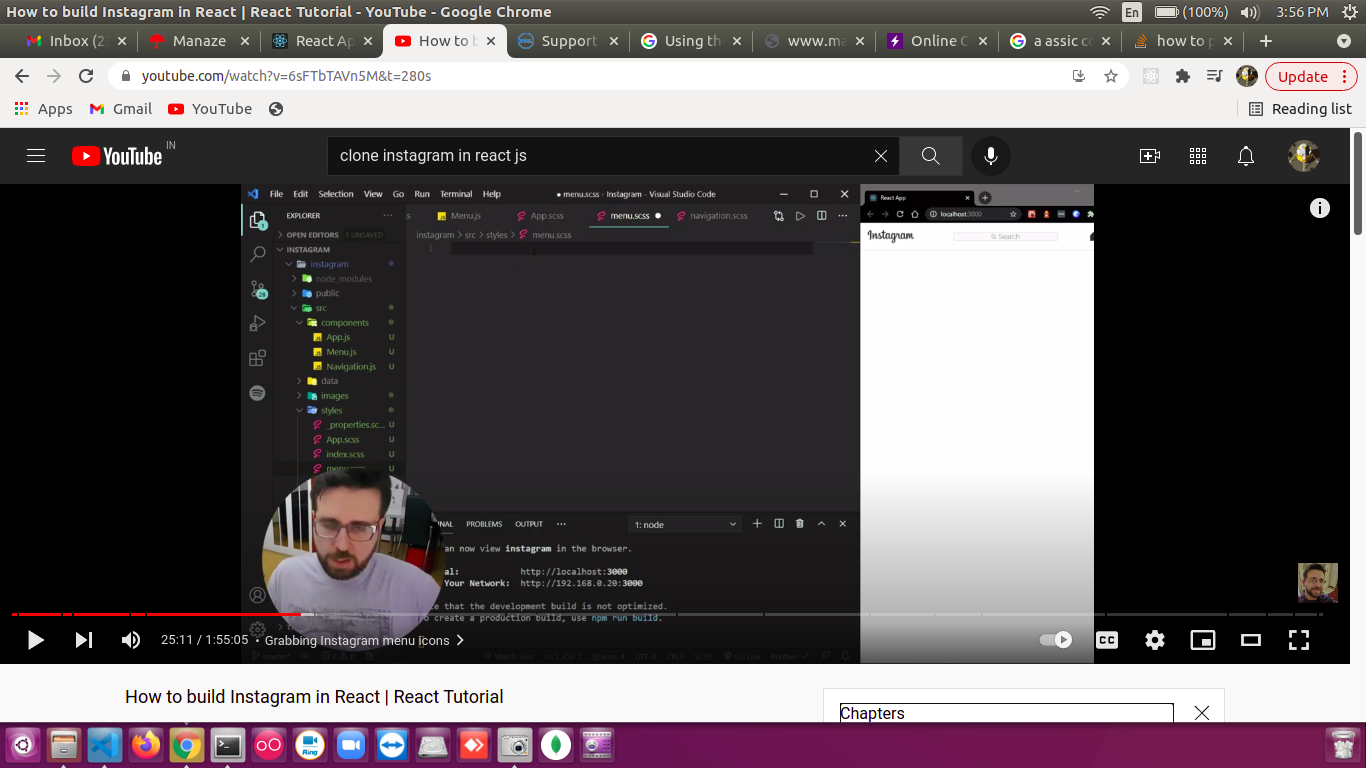 How to build Instagram in React | React Tutorial - YouTube - Google Chrome
En (100%) 3:56 PM
Inbox (2 Manaze React Ap How to b Support Using th www.ma Online C a assic co how to p
youtube.com/watch?v=6sFTbTAVn5M&t=280s Update
Apps Gmail YouTube Reading list
YouTube IN clone instagram in react js
File Edit Selection View Go Run Terminal Help ● menu.scss - Instagram - Visual Studio Code
React App
EXPLORER
s Menu.js App.scss menu.scss navigation.scss
localhost:3000
OPEN EDITORS 1 UNSAVED
instagram > src > styles > menu.scss
Instagram Search
INSTAGRAM
1
instagram
node_modules
public
src
components
App.js U
Menu.js U
Navigation.js U
data
images
styles
_properties.sc... U
App.scss U
index.scss U
menu.scss U
NAL PROBLEMS OUTPUT ··· 1: node
an now view instagram in the browser.
al: http://localhost:3000
Your Network: http://192.168.0.20:3000
te that the development build is not optimized.
o create a production build, use npm run build.
25:11 / 1:55:05 • Grabbing Instagram menu icons
CC
How to build Instagram in React | React Tutorial
Chapters
Ring